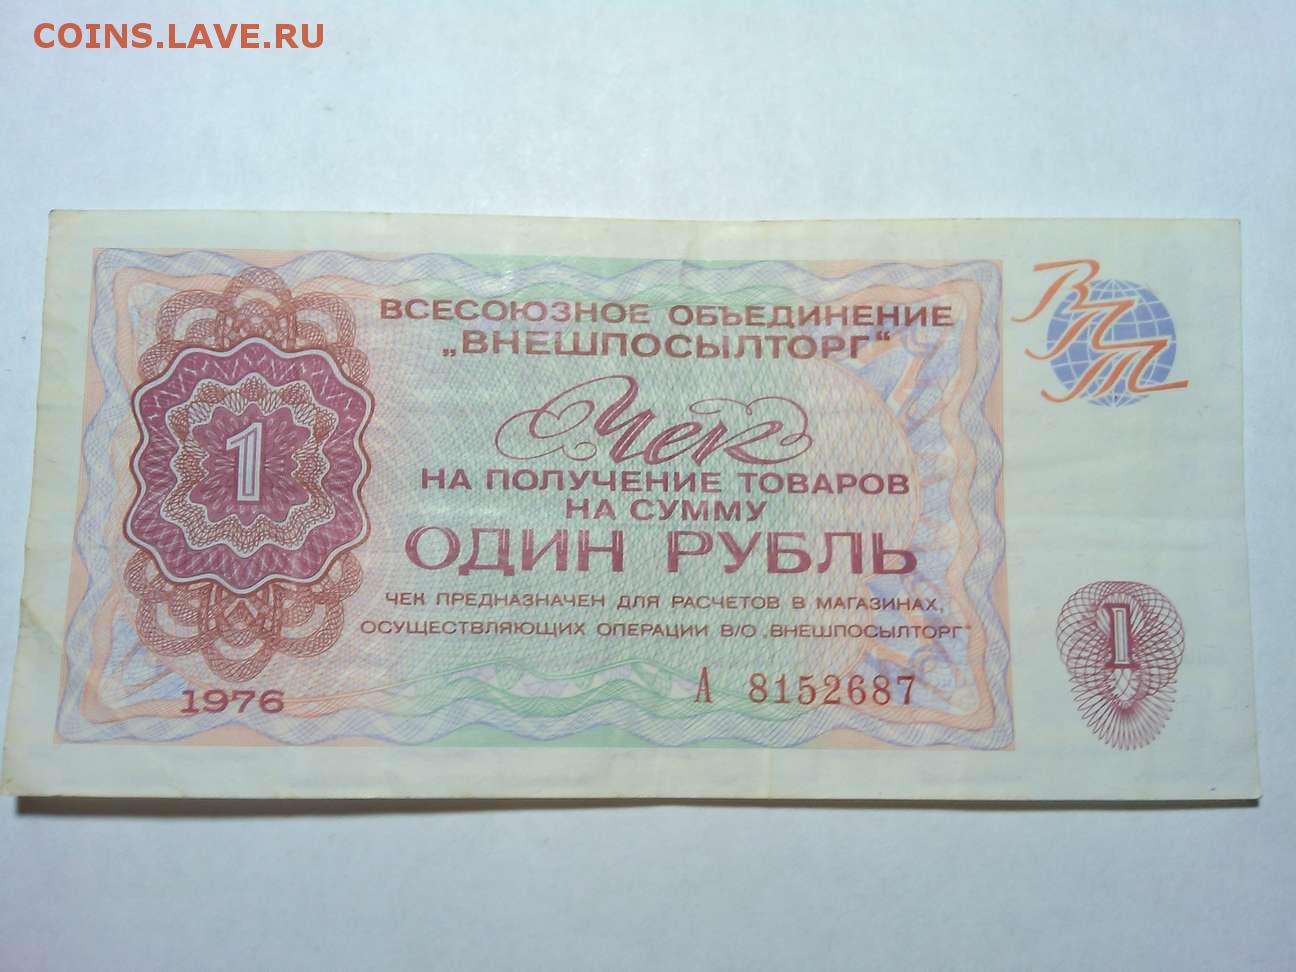 COINS.LAVE.RU
ВСЕСОЮЗНОЕ ОБЪЕДИНЕНИЕ
„ВНЕШПОСЫЛТОРГ"
ВПТ
Чек
НА ПОЛУЧЕНИЕ ТОВАРОВ
НА СУММУ
1
ОДИН РУБЛЬ
ЧЕК ПРЕДНАЗНАЧЕН ДЛЯ РАСЧЕТОВ В МАГАЗИНАХ,
ОСУЩЕСТВЛЯЮЩИХ ОПЕРАЦИИ В/О „ВНЕШПОСЫЛТОРГ"
1
1976
А 8152687